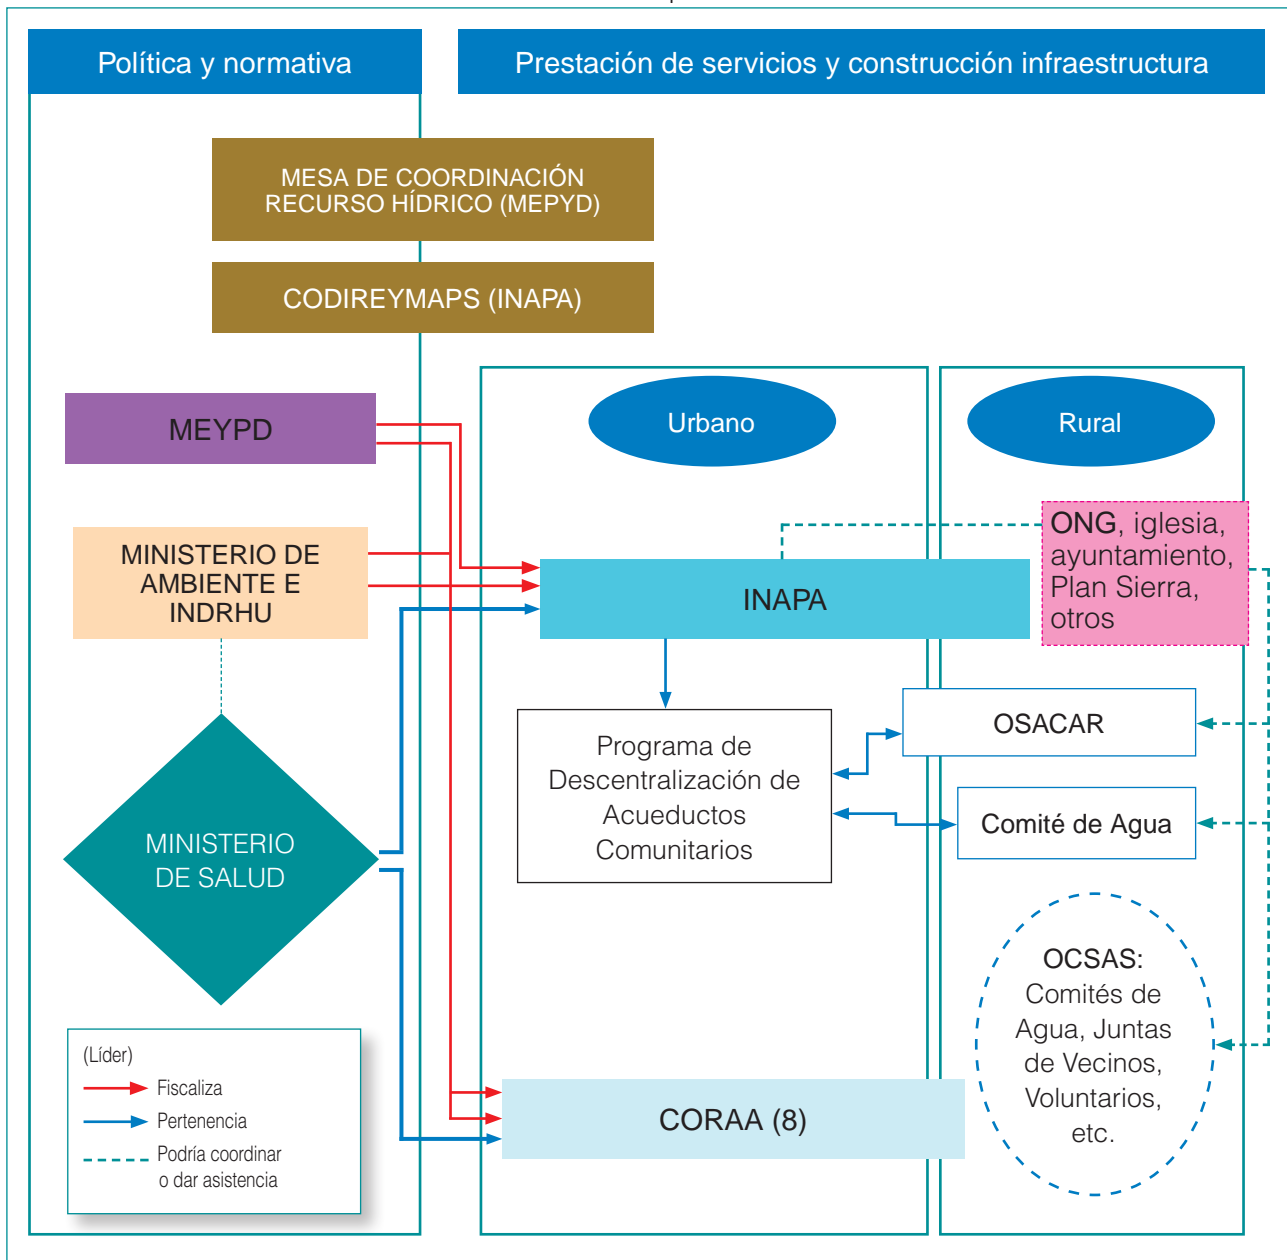 Política y normativa
Prestación de servicios y construcción infraestructura
MESA DE COORDINACIÓN
RECURSO HÍDRICO (MEPYD)
CODIREYMAPS (INAPA)
MEYPD
Urbano
Rural
MINISTERIO DE
AMBIENTE E
INDRHU
INAPA
ONG, iglesia,
ayuntamiento,
Plan Sierra,
otros
Programa de
Descentralización de
Acueductos
Comunitarios
OSACAR
Comité de Agua
MINISTERIO
DE SALUD
OCSAS:
Comités de
Agua, Juntas
de Vecinos,
Voluntarios,
etc.
CORAA (8)
(Líder)
Fiscaliza
Pertenencia
Podría coordinar
o dar asistencia